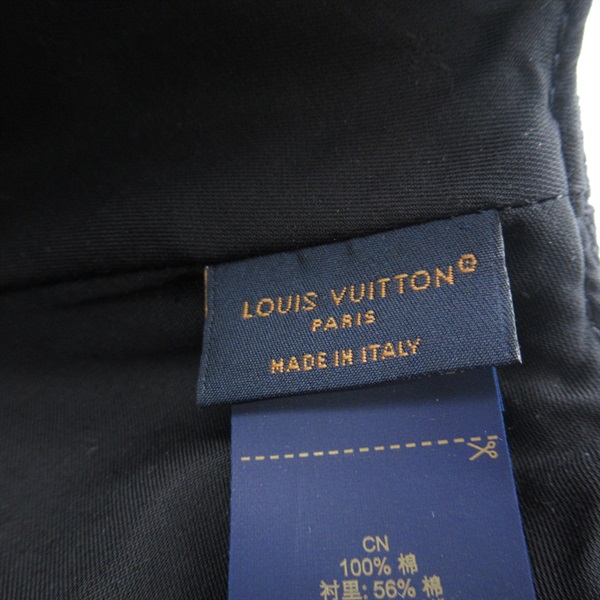 LOUIS VUITTON®
PARIS
MADE IN ITALY
CN
100% 棉
衬里: 56% 棉